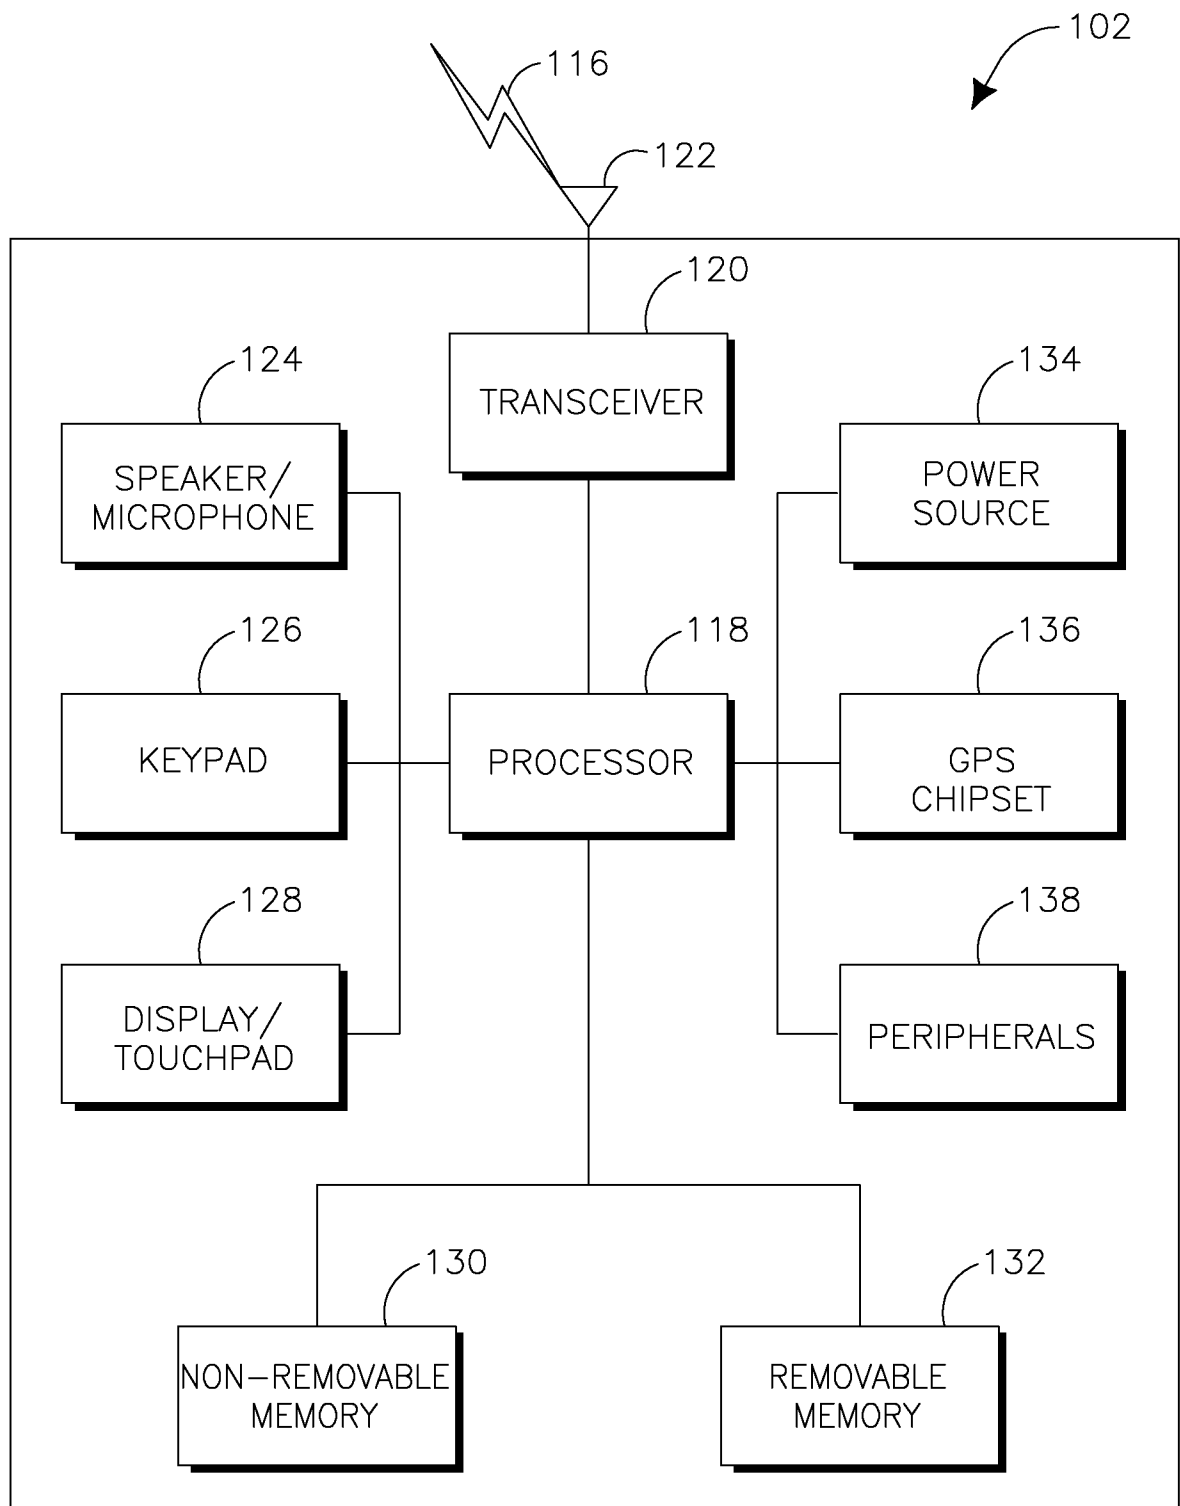 102
116
122
120
TRANSCEIVER
124
SPEAKER/
MICROPHONE
134
POWER
SOURCE
126
KEYPAD
118
PROCESSOR
136
GPS
CHIPSET
128
DISPLAY/
TOUCHPAD
138
PERIPHERALS
130
NON-REMOVABLE
MEMORY
132
REMOVABLE
MEMORY